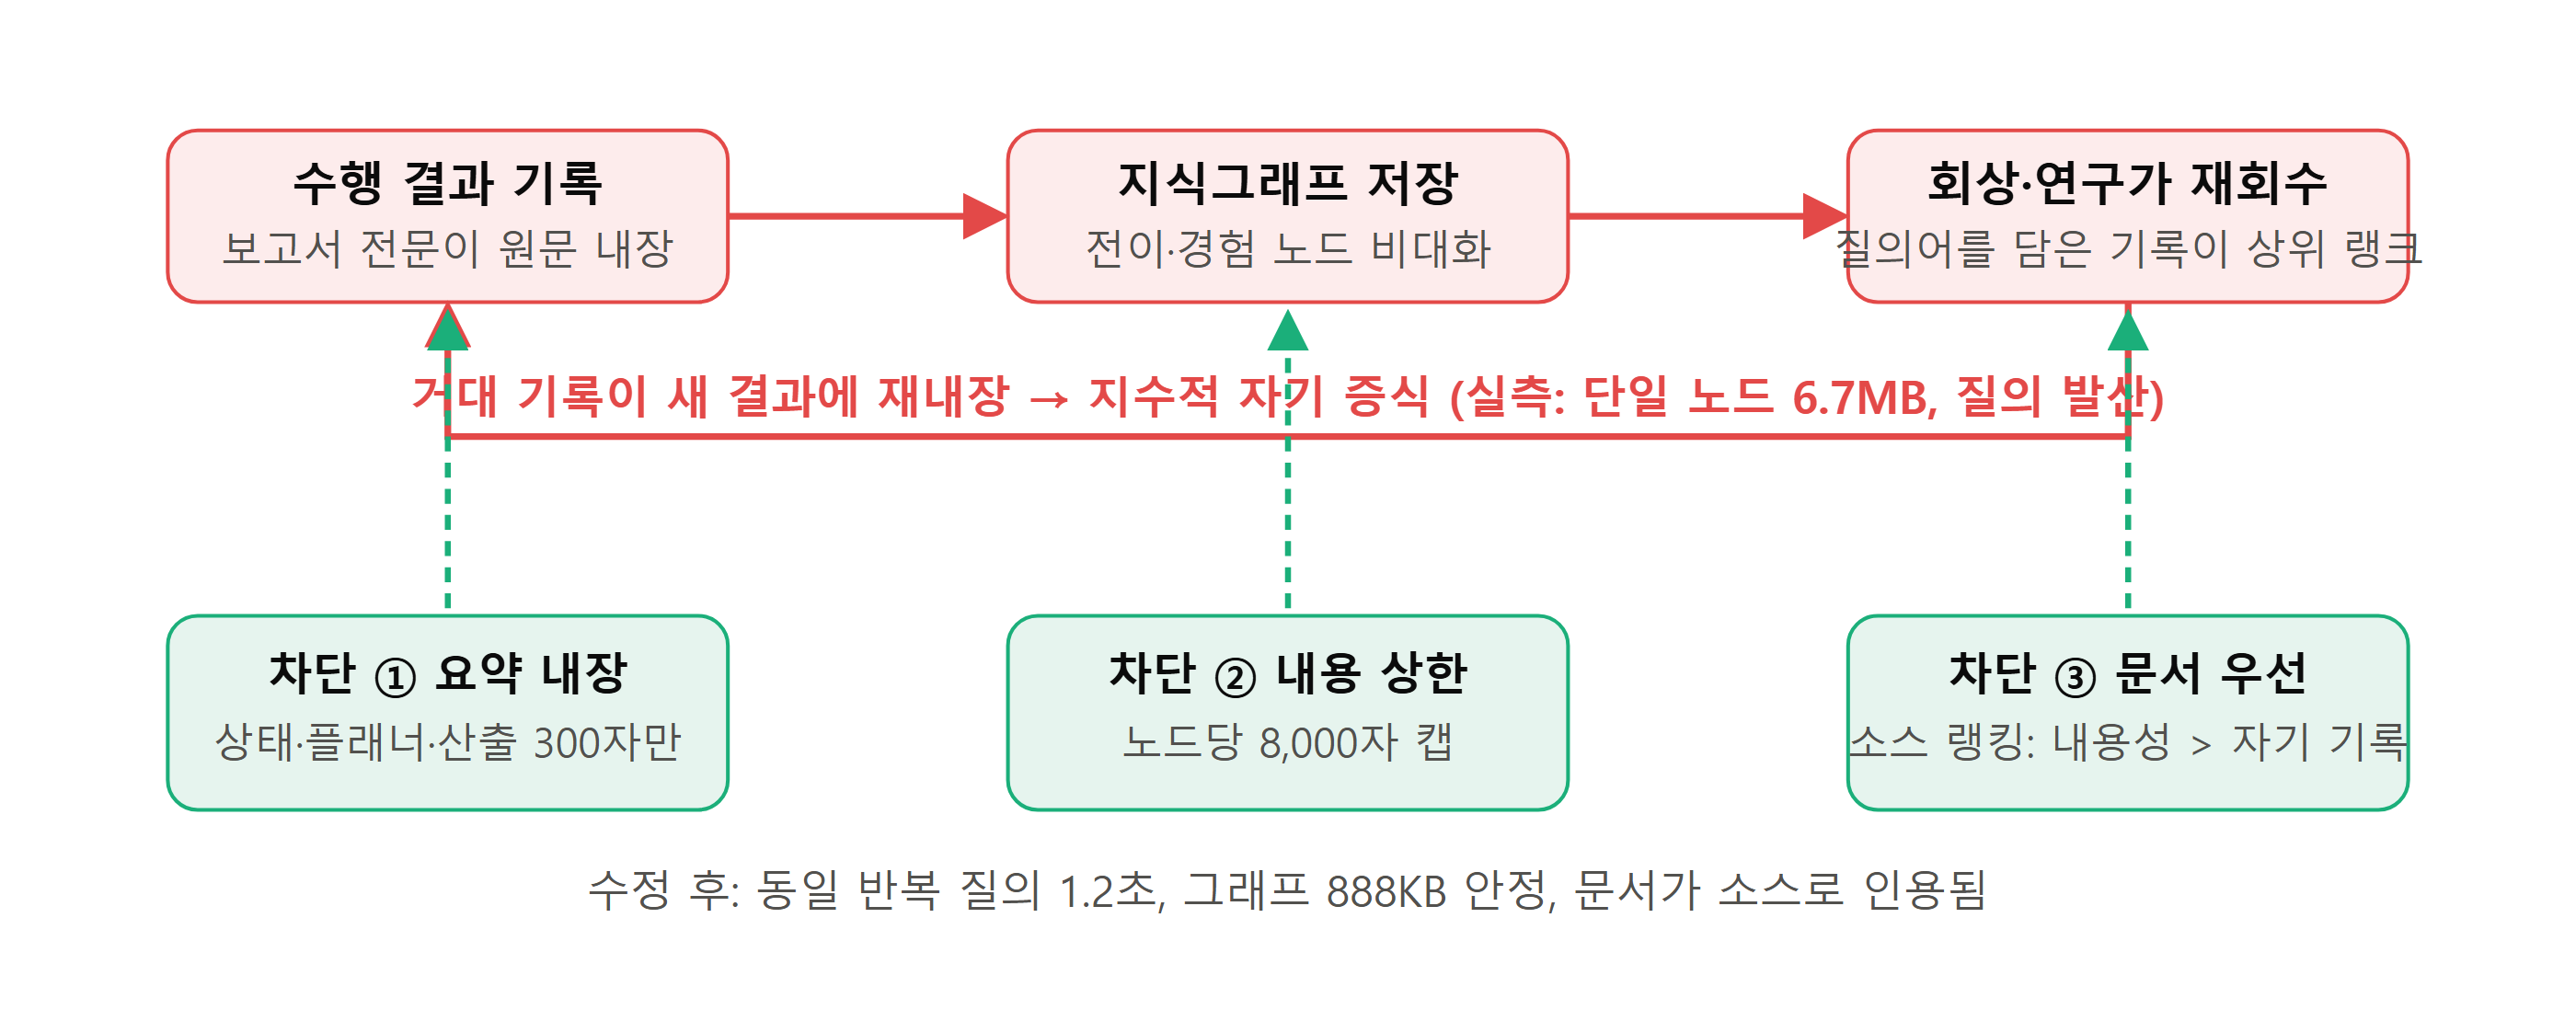 수행 결과 기록
보고서 전문이 원문 내장
지식그래프 저장
전이·경험 노드 비대화
회상·연구가 재회수
질의어를 담은 기록이 상위 랭크
거대 기록이 새 결과에 재내장 → 지수적 자기 증식 (실측: 단일 노드 6.7MB, 질의 발산)
차단 ① 요약 내장
상태·플래너·산출 300자만
차단 ② 내용 상한
노드당 8,000자 캡
차단 ③ 문서 우선
소스 랭킹: 내용성 > 자기 기록
수정 후: 동일 반복 질의 1.2초, 그래프 888KB 안정, 문서가 소스로 인용됨